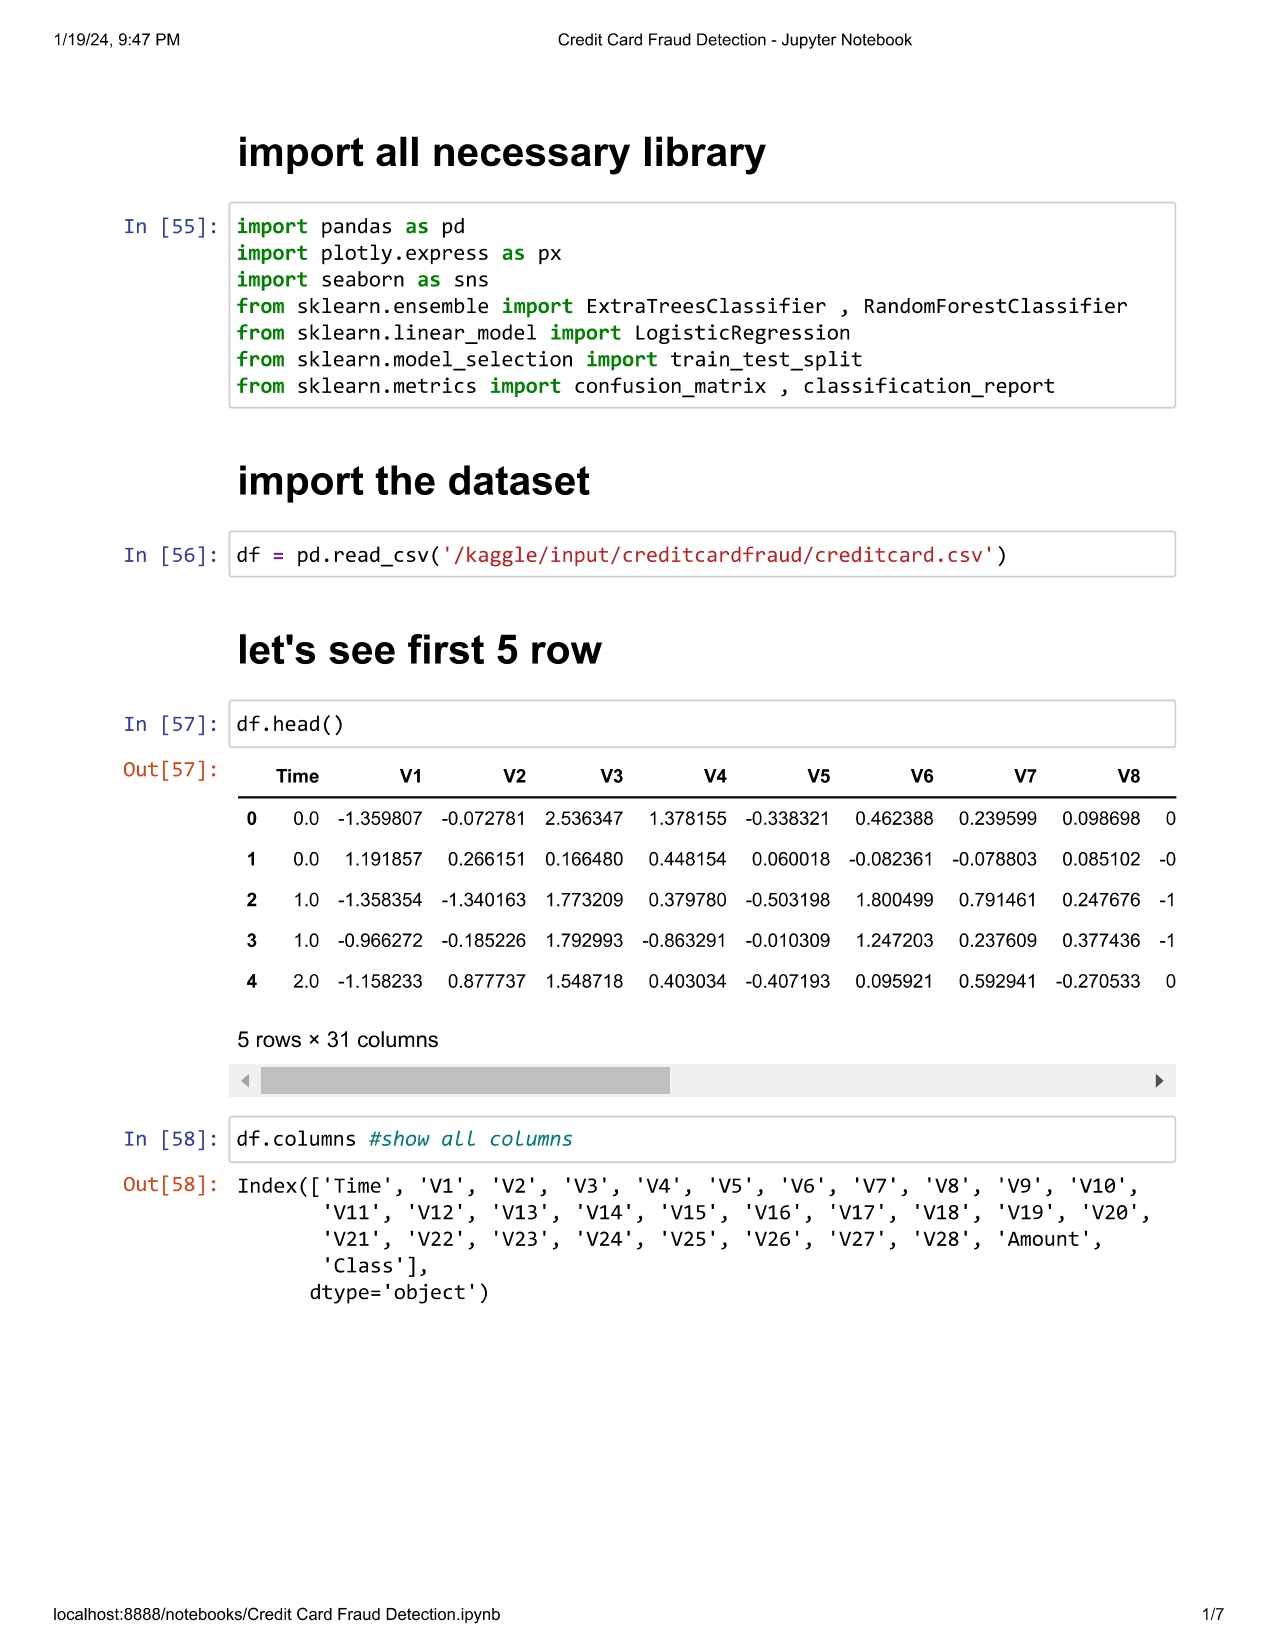 1/19/24, 9:47 PM Credit Card Fraud Detection - Jupyter Notebook
import all necessary library
In [55]: import pandas as pd
import plotly.express as px
import seaborn as sns
from sklearn.ensemble import ExtraTreesClassifier , RandomForestClassifier
from sklearn.linear_model import LogisticRegression
from sklearn.model_selection import train_test_split
from sklearn.metrics import confusion_matrix , classification_report
import the dataset
In [56]: df = pd.read_csv('/kaggle/input/creditcardfraud/creditcard.csv')
let's see first 5 row
In [57]: df.head()
Out[57]: Time V1 V2 V3 V4 V5 V6 V7 V8
0 0.0 -1.359807 -0.072781 2.536347 1.378155 -0.338321 0.462388 0.239599 0.098698 0
1 0.0 1.191857 0.266151 0.166480 0.448154 0.060018 -0.082361 -0.078803 0.085102 -0
2 1.0 -1.358354 -1.340163 1.773209 0.379780 -0.503198 1.800499 0.791461 0.247676 -1
3 1.0 -0.966272 -0.185226 1.792993 -0.863291 -0.010309 1.247203 0.237609 0.377436 -1
4 2.0 -1.158233 0.877737 1.548718 0.403034 -0.407193 0.095921 0.592941 -0.270533 0
5 rows × 31 columns
In [58]: df.columns #show all columns
Out[58]: Index(['Time', 'V1', 'V2', 'V3', 'V4', 'V5', 'V6', 'V7', 'V8', 'V9', 'V10',
'V11', 'V12', 'V13', 'V14', 'V15', 'V16', 'V17', 'V18', 'V19', 'V20',
'V21', 'V22', 'V23', 'V24', 'V25', 'V26', 'V27', 'V28', 'Amount',
'Class'],
dtype='object')
localhost:8888/notebooks/Credit Card Fraud Detection.ipynb 1/7